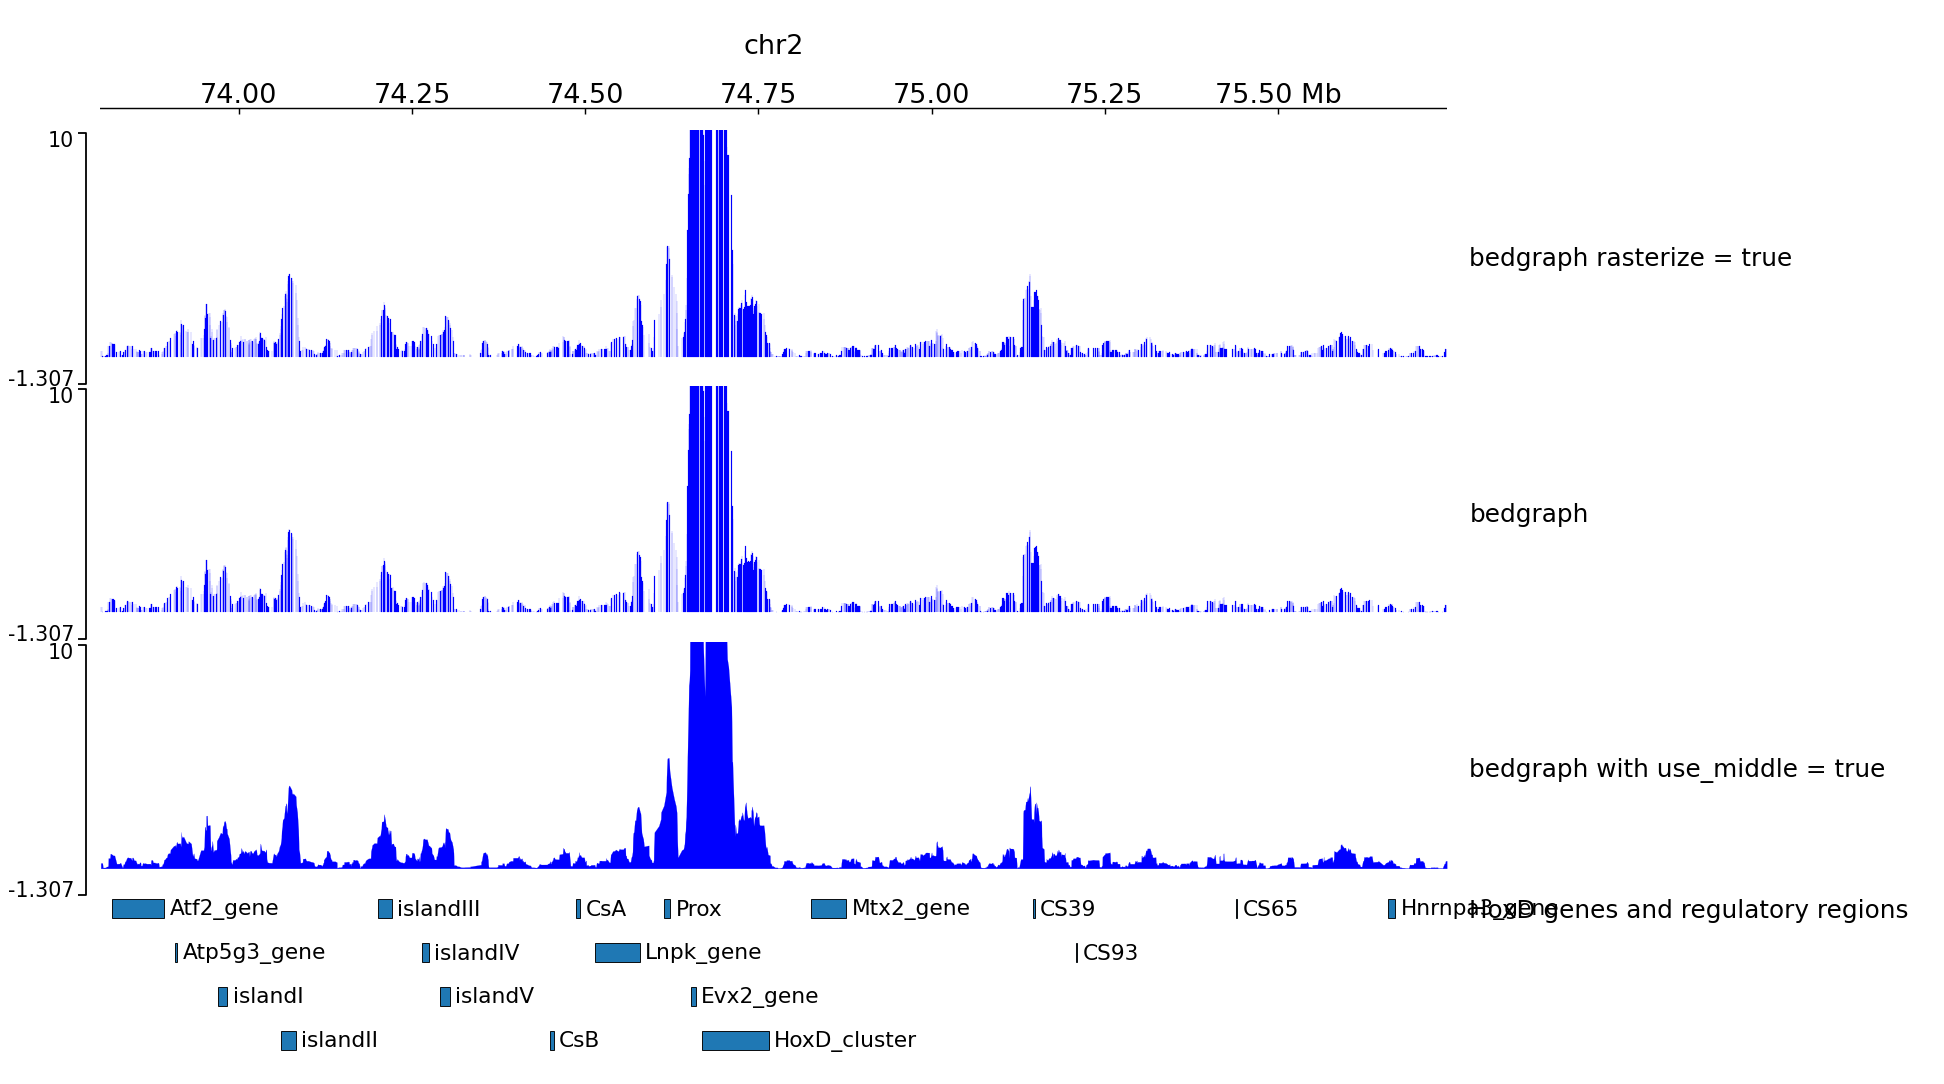 chr2
74.00 74.25 74.50 74.75 75.00 75.25 75.50 Mb
10
bedgraph rasterize = true
-1.307
10
bedgraph
-1.307
10
bedgraph with use_middle = true
-1.307
Atf2_gene islandIII CsA Prox Mtx2_gene CS39 CS65 Hnrnpa3_gene HoxD genes and regulatory regions
Atp5g3_gene islandIV Lnpk_gene CS93
islandI islandV Evx2_gene
islandII CsB HoxD_cluster